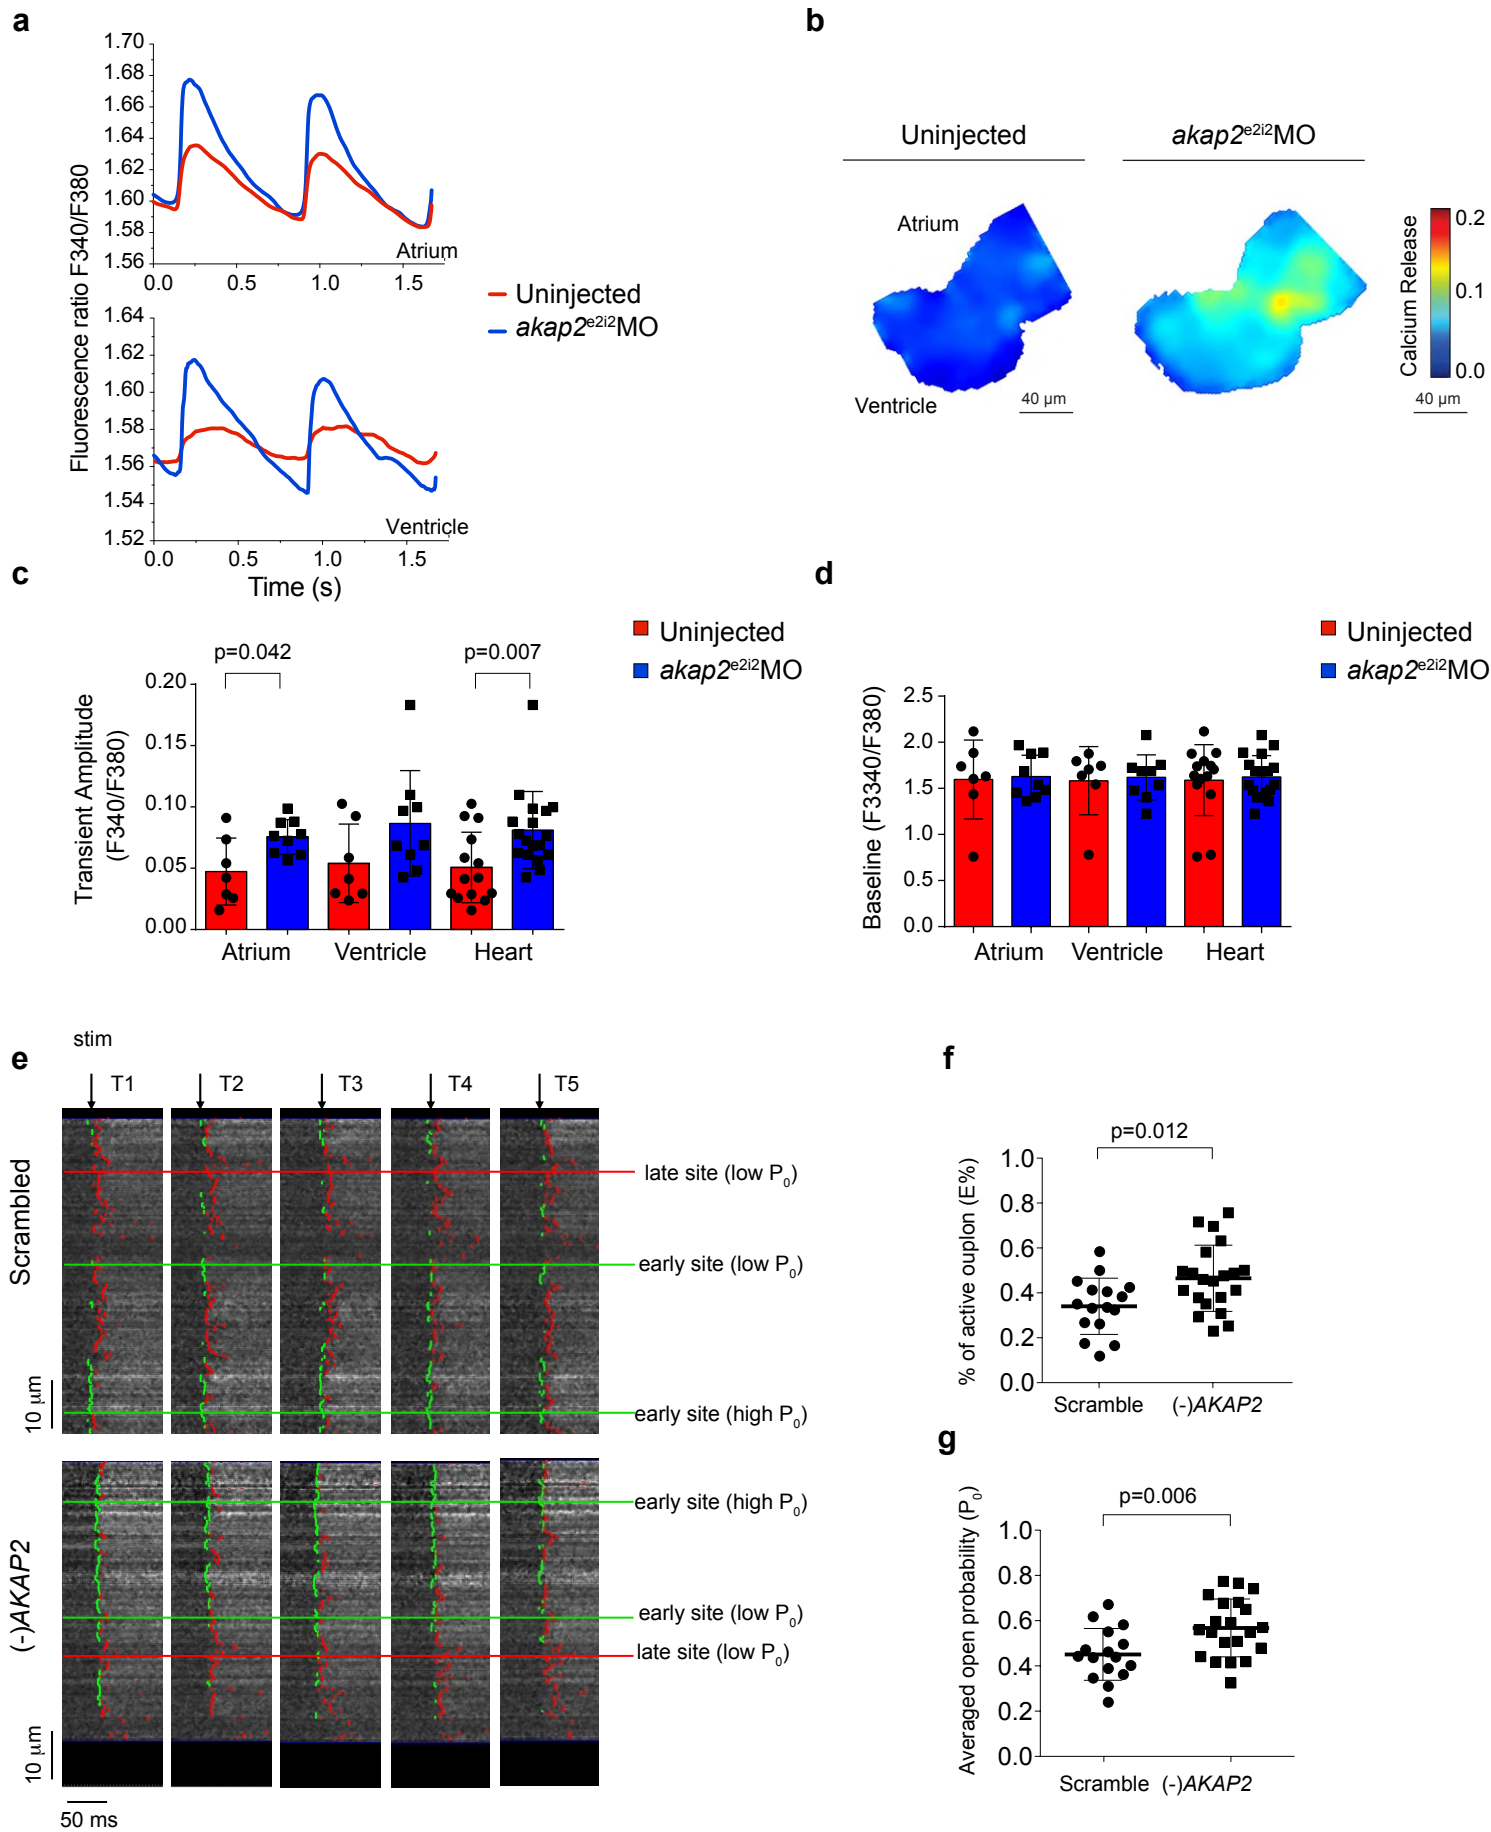 a
Fluorescence ratio F340/F380
1.70
1.68
1.66
1.64
1.62
1.60
1.58
1.56
Atrium
0.0 0.5 1.0 1.5
Uninjected
akap2e2i2MO
1.64
1.62
1.60
1.58
1.56
1.54
1.52
Ventricle
0.0 0.5 1.0 1.5
Time (s)
b
Uninjected
akap2e2i2MO
Atrium
Ventricle
40 µm
Calcium Release
0.2
0.1
0.0
40 µm
c
Uninjected
akap2e2i2MO
p=0.042
p=0.007
Transient Amplitude
(F340/F380)
0.20
0.15
0.10
0.05
0.00
Atrium Ventricle Heart
d
Uninjected
akap2e2i2MO
Baseline (F3340/F380)
2.5
2.0
1.5
1.0
0.5
0.0
Atrium Ventricle Heart
e
stim
T1 T2 T3 T4 T5
Scrambled
late site (low P0)
early site (low P0)
early site (high P0)
10 µm
(-)AKAP2
early site (high P0)
early site (low P0)
late site (low P0)
10 µm
50 ms
f
p=0.012
% of active ouplon (E%)
1.0
0.8
0.6
0.4
0.2
0.0
Scramble (-)AKAP2
g
p=0.006
Averaged open probability (P0)
1.0
0.8
0.6
0.4
0.2
0.0
Scramble (-)AKAP2